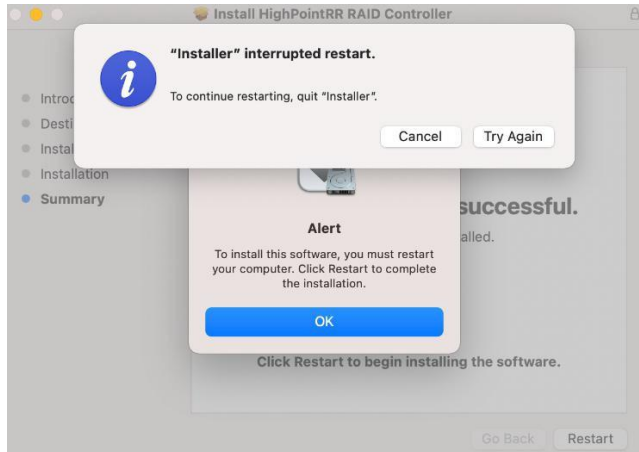 Install HighPointRR RAID Controller
"Installer" interrupted restart.
To continue restarting, quit "Installer".
Cancel
Try Again
Installation
Summary
successful.
Alert
To install this software, you must restart
your computer. Click Restart to complete
the installation.
OK
Click Restart to begin installing the software.
Go Back
Restart